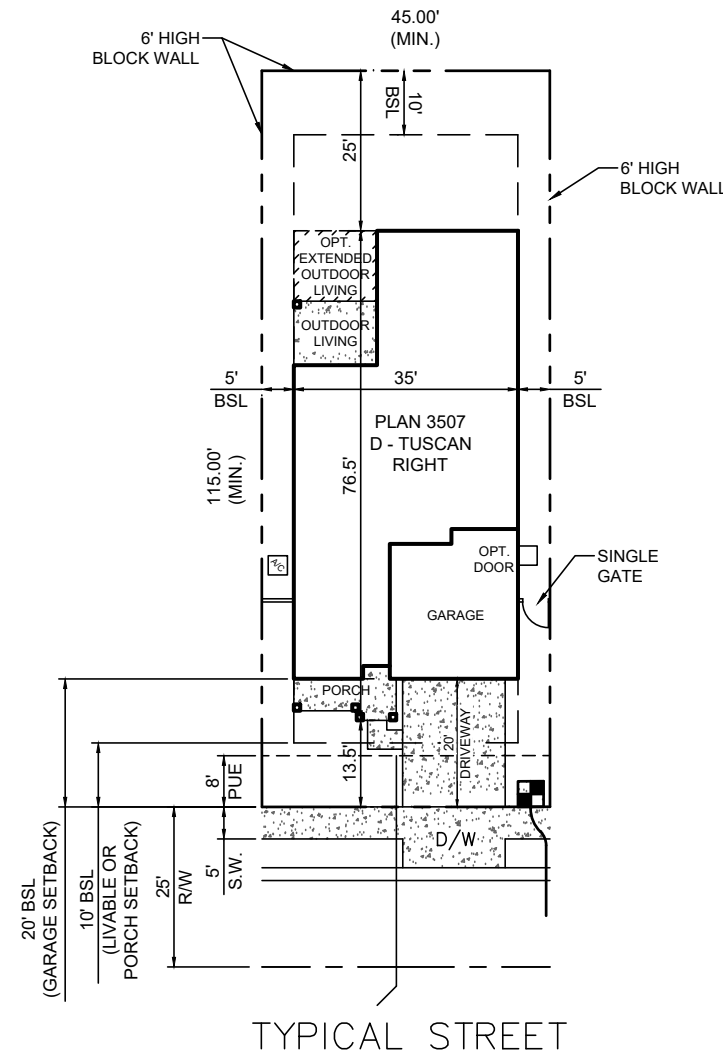 45.00'
(MIN.)
6' HIGH
BLOCK WALL
10'
BSL
25'
6' HIGH
BLOCK WALL
OPT.
EXTENDED
OUTDOOR
LIVING
OUTDOOR
LIVING
5'
BSL
35'
5'
BSL
PLAN 3507
D - TUSCAN
RIGHT
115.00'
(MIN.)
76.5'
OPT.
DOOR
A/C
SINGLE
GATE
GARAGE
PORCH
20'
DRIVEWAY
13.5'
8'
PUE
D/W
5'
S.W.
25'
R/W
10' BSL
(LIVABLE OR
PORCH SETBACK)
20' BSL
(GARAGE SETBACK)
TYPICAL STREET